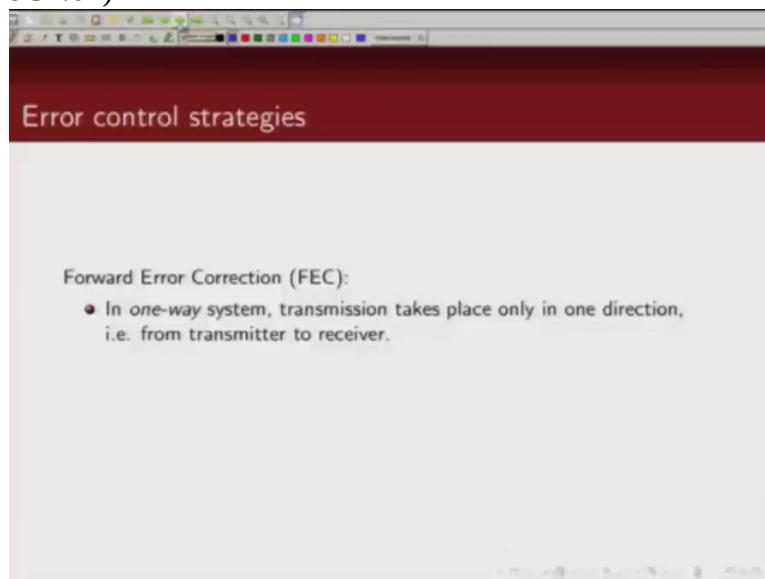 Error control strategies
Forward Error Correction (FEC):
In one-way system, transmission takes place only in one direction,
i.e. from transmitter to receiver.